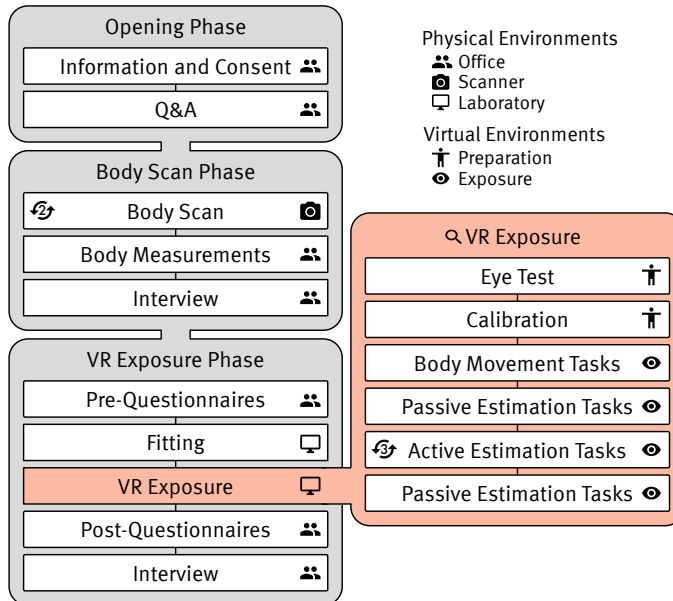 Opening Phase
Information and Consent
Q&A
Body Scan Phase
2
Body Scan
Body Measurements
Interview
VR Exposure Phase
Pre-Questionnaires
Fitting
VR Exposure
Post-Questionnaires
Interview
Physical Environments
Office
Scanner
Laboratory
Virtual Environments
Preparation
Exposure
VR Exposure
Eye Test
Calibration
Body Movement Tasks
Passive Estimation Tasks
3
Active Estimation Tasks
Passive Estimation Tasks